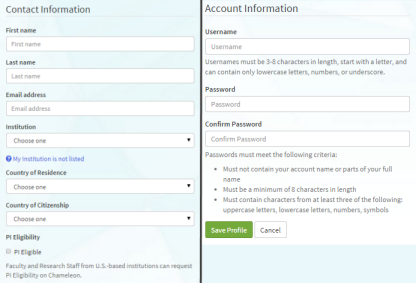 Contact Information
First name
First name
Last name
Last name
Email address
Email address
Institution
Choose one
My Institution is not listed
Country of Residence
Choose one
Country of Citizenship
Choose one
PI Eligibility
PI Eligible
Faculty and Research Staff from U.S.-based institutions can request
PI Eligibility on Chameleon.
Account Information
Username
Username
Usernames must be 3-8 characters in length, start with a letter, and
can contain only lowercase letters, numbers, or underscore.
Password
Password
Confirm Password
Confirm Password
Passwords must meet the following criteria:
• Must not contain your account name or parts of your full
name
• Must be a minimum of 8 characters in length
• Must contain characters from at least three of the following:
uppercase letters, lowercase letters, numbers, symbols
Save Profile
Cancel